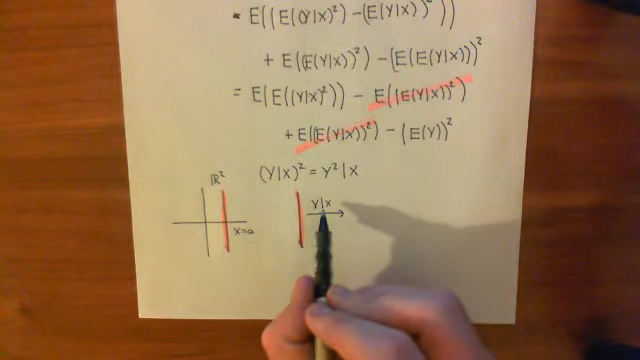 = E((E((Y|X)²) - (E(Y|X))²))
+ E((E(Y|X))²) - (E(E(Y|X)))²
= E(E((Y|X)²)) - E((E(Y|X))²)
+ E((E(Y|X))²) - (E(Y))²
(Y|X)² = Y²|X
ℝ²
X=a
Y|X